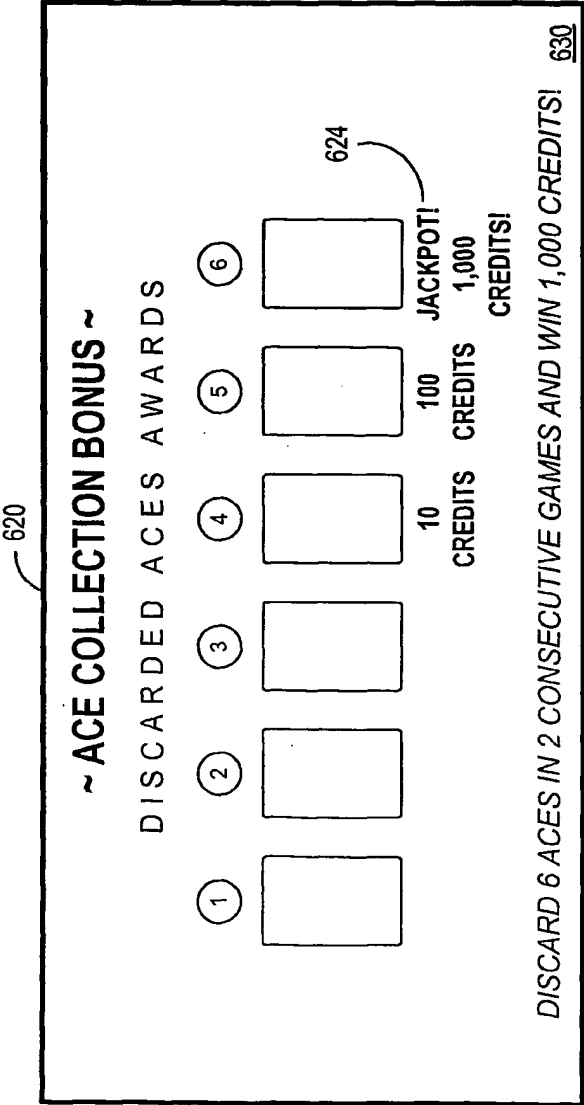 620
~ ACE COLLECTION BONUS ~
DISCARDED ACES AWARDS
1 2 3 4 5 6
624
10 CREDITS
100 CREDITS
JACKPOT!
1,000
CREDITS!
DISCARD 6 ACES IN 2 CONSECUTIVE GAMES AND WIN 1,000 CREDITS!
630